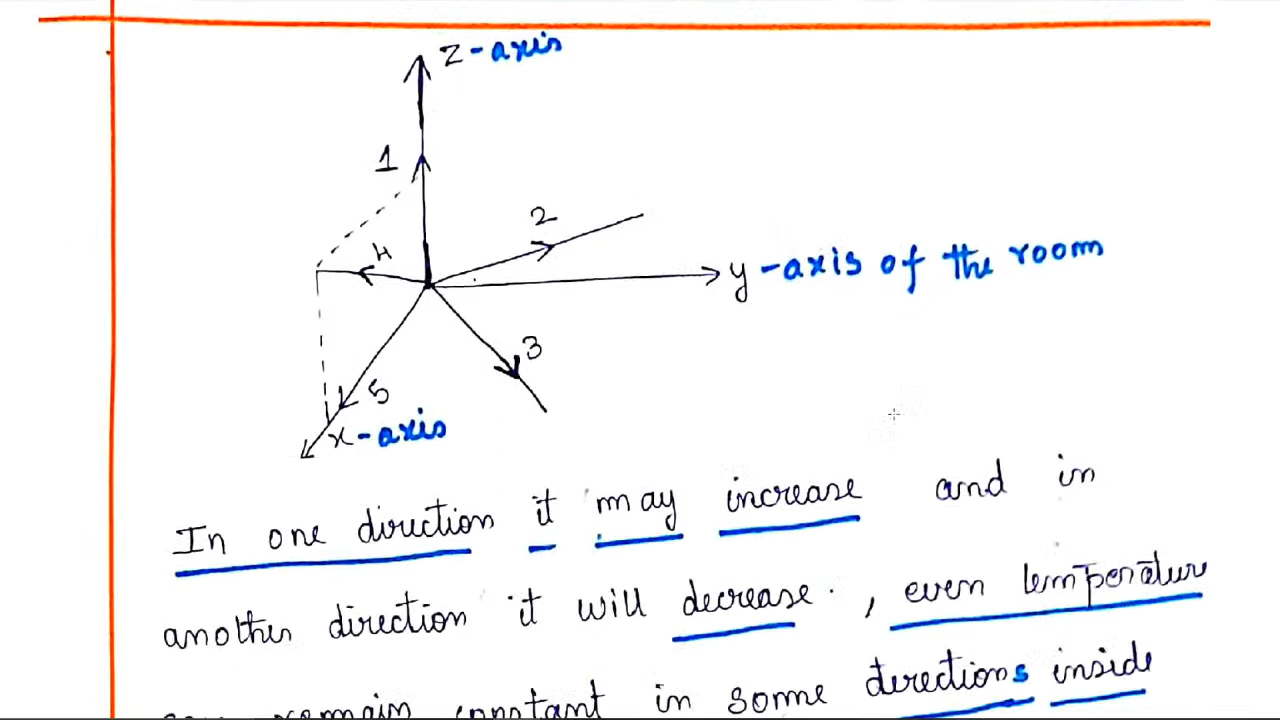 z-axis
1
2
4
y-axis of the room
3
5
x-axis
In one direction it may increase and in
another direction it will decrease. , even temperature
remain constant in some directions inside